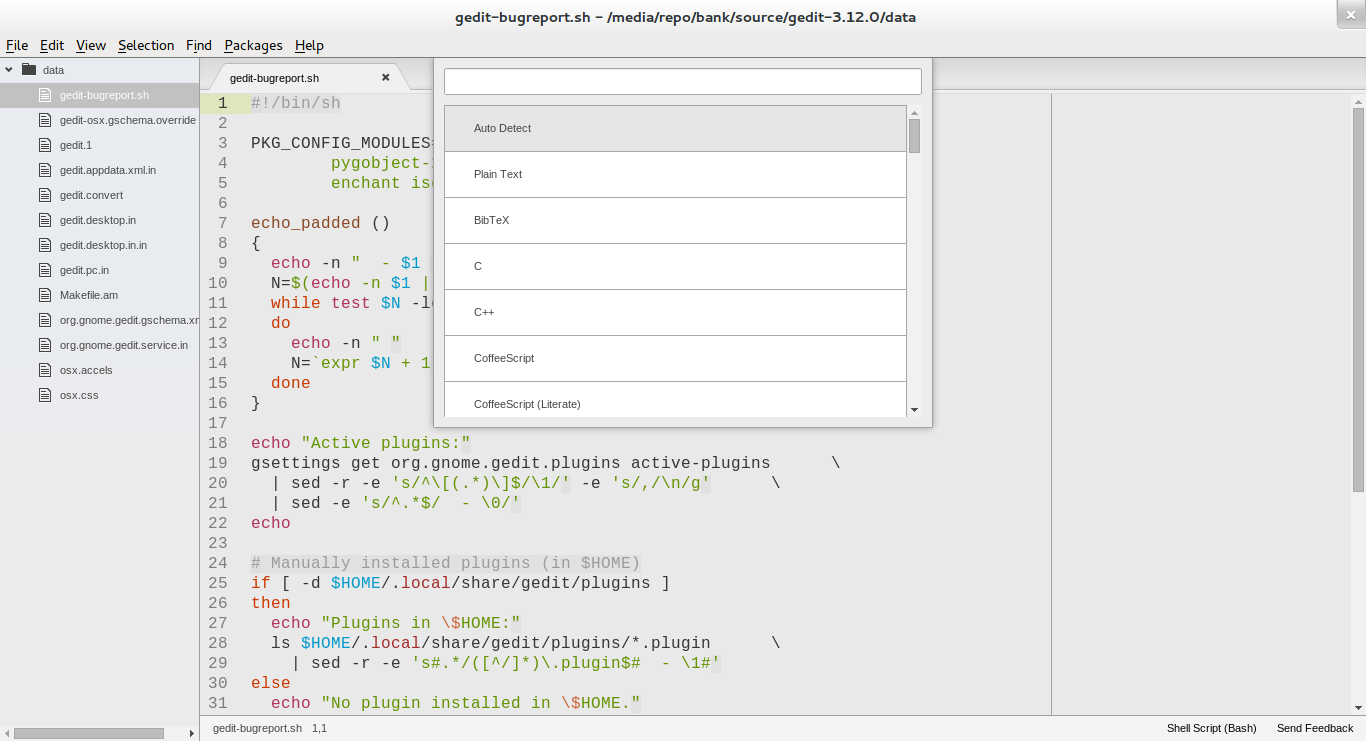 gedit-bugreport.sh – /media/repo/bank/source/gedit-3.12.0/data
File Edit View Selection Find Packages Help
data
gedit-bugreport.sh
gedit-osx.gschema.override
gedit.1
gedit.appdata.xml.in
gedit.convert
gedit.desktop.in
gedit.desktop.in.in
gedit.pc.in
Makefile.am
org.gnome.gedit.gschema.xm
org.gnome.gedit.service.in
osx.accels
osx.css
gedit-bugreport.sh
Auto Detect
Plain Text
BibTeX
C
C++
CoffeeScript
CoffeeScript (Literate)
1 #!/bin/sh
2
3 PKG_CONFIG_MODULES
4 pygobject-
5 enchant is
6
7 echo_padded ()
8 {
9 echo -n "  - $1
10 N=$(echo -n $1 |
11 while test $N -l
12 do
13 echo -n " "
14 N=`expr $N + 1
15 done
16 }
17
18 echo "Active plugins:"
19 gsettings get org.gnome.gedit.plugins active-plugins \
20 | sed -r -e 's/^\[(.*)\]$/\1/' -e 's/,/\n/g' \
21 | sed -e 's/^.*$/  - \0/'
22 echo
23
24 # Manually installed plugins (in $HOME)
25 if [ -d $HOME/.local/share/gedit/plugins ]
26 then
27 echo "Plugins in \$HOME:"
28 ls $HOME/.local/share/gedit/plugins/*.plugin \
29 | sed -r -e 's#.*/([^/]*)\.plugin$#  - \1#'
30 else
31 echo "No plugin installed in \$HOME."
gedit-bugreport.sh 1,1
Shell Script (Bash) Send Feedback